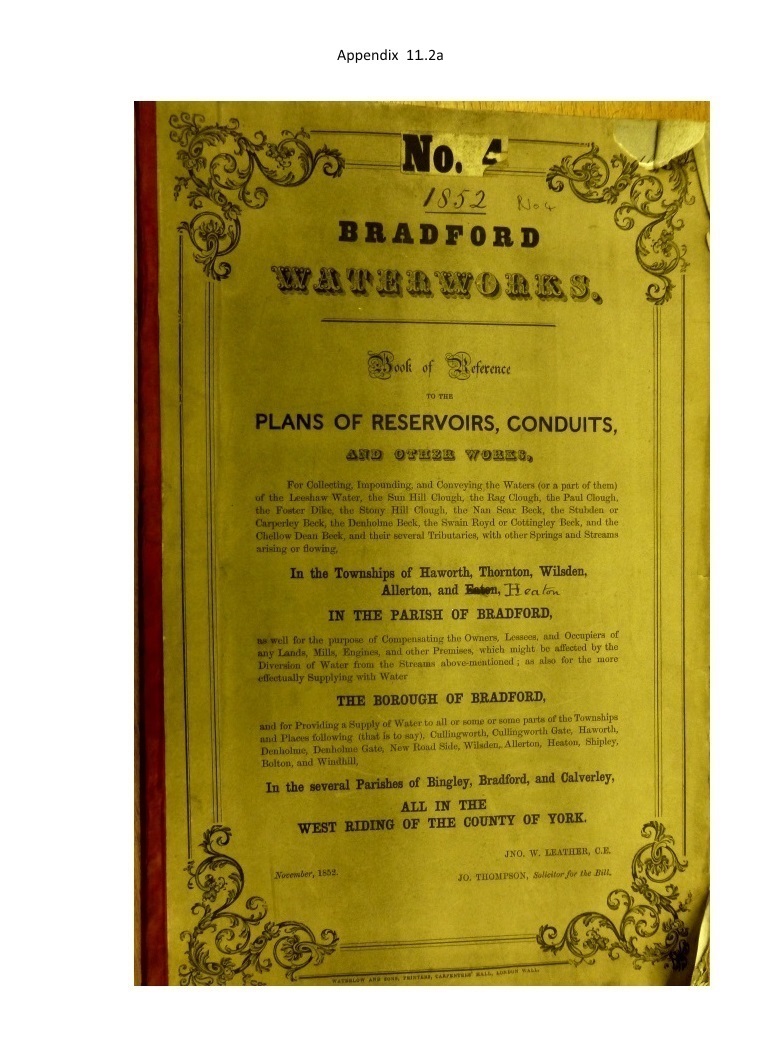 Appendix 11.2a
No. 4
1852 No 4
BRADFORD
WATERWORKS.
Book of Reference
TO THE
PLANS OF RESERVOIRS, CONDUITS,
AND OTHER WORKS,
For Collecting, Impounding, and Conveying the Waters (or a part of them)
of the Leeshaw Water, the Sun Hill Clough, the Rag Clough, the Paul Clough,
the Foster Dike, the Stony Hill Clough, the Nan Scar Beck, the Stubden or
Carperley Beck, the Denholme Beck, the Swain Royd or Cottingley Beck, and the
Chellow Dean Beck, and their several Tributaries, with other Springs and Streams
arising or flowing,
In the Townships of Haworth, Thornton, Wilsden,
Allerton, and Eaton, Heaton
IN THE PARISH OF BRADFORD,
as well for the purpose of Compensating the Owners, Lessees, and Occupiers of
any Lands, Mills, Engines, and other Premises, which might be affected by the
Diversion of Water from the Streams above-mentioned; as also for the more
effectually Supplying with Water
THE BOROUGH OF BRADFORD,
and for Providing a Supply of Water to all or some or some parts of the Townships
and Places following (that is to say), Cullingworth, Cullingworth Gate, Haworth,
Denholme, Denholme Gate, New Road Side, Wilsden, Allerton, Heaton, Shipley,
Bolton, and Windhill,
In the several Parishes of Bingley, Bradford, and Calverley,
ALL IN THE
WEST RIDING OF THE COUNTY OF YORK.
JNO. W. LEATHER, C.E.
November, 1852.
JO. THOMPSON, Solicitor for the Bill.
WATERLOW AND SONS, PRINTERS, CARPENTERS' HALL, LONDON WALL.